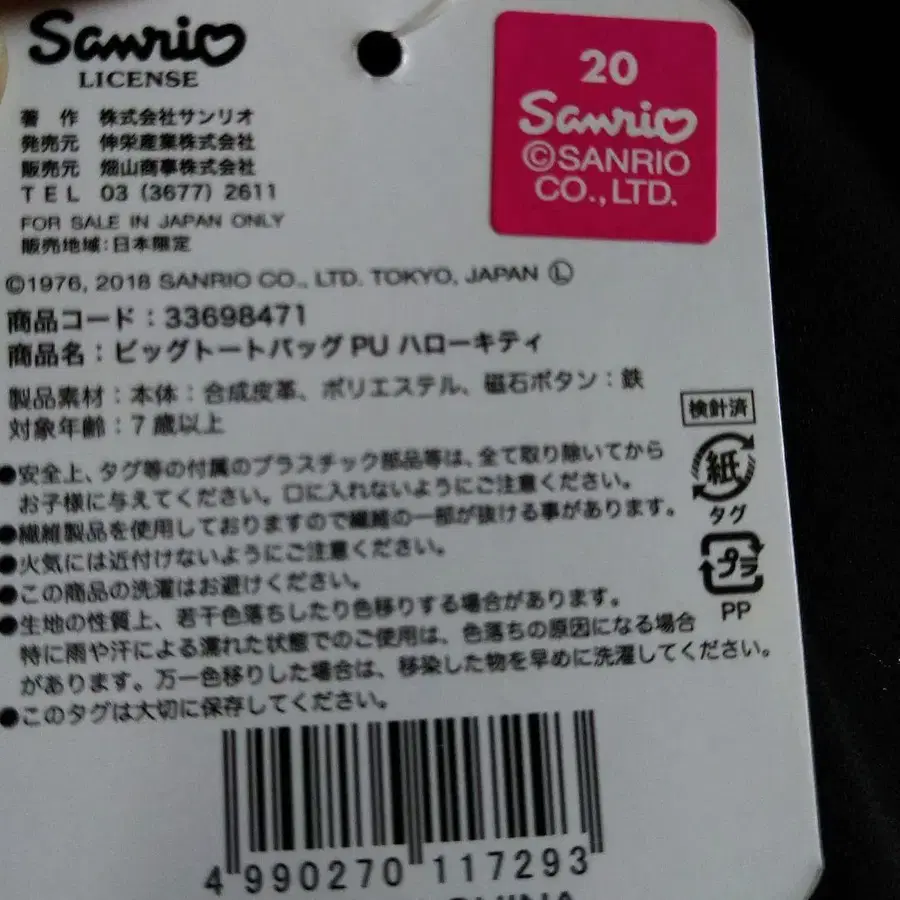 Sanrio
LICENSE
著 作 株式会社サンリオ
発売元 伸栄産業株式会社
販売元 畑山商事株式会社
TEL 03 (3677) 2611
FOR SALE IN JAPAN ONLY
販売地域:日本限定
20
Sanrio
©SANRIO
CO.,LTD.
©1976, 2018 SANRIO CO., LTD. TOKYO, JAPAN Ⓛ
商品コード:33698471
商品名:ビッグトートバッグPU ハローキティ
製品素材:本体:合成皮革、ポリエステル、磁石ボタン:鉄
対象年齢:7歳以上
検針済
●安全上、タグ等の付属のプラスチック部品等は、全て取り除いてから
お子様に与えてください。口に入れないようにご注意ください。
●繊維製品を使用しておりますので繊維の一部が抜ける事があります。
●火気には近付けないようにご注意ください。
●この商品の洗濯はお避けください。
●生地の性質上、若干色落ちしたり色移りする場合があります。
特に雨や汗による濡れた状態でのご使用は、色落ちの原因になる場合
があります。万一色移りした場合は、移染した物を早めに洗濯してください。
●このタグは大切に保存してください。
紙
タグ
プラ
PP
4 990270 117293